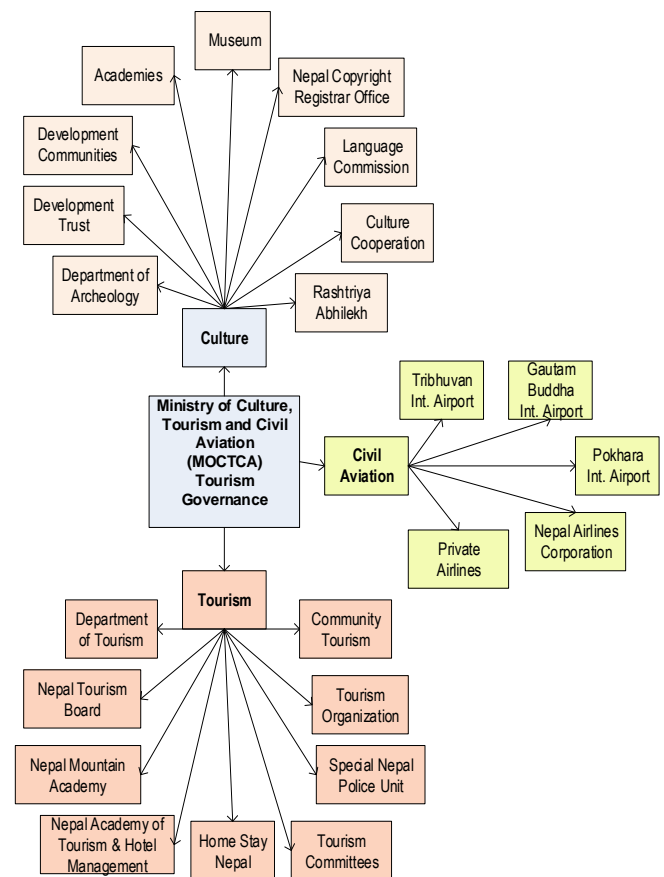 Museum
Academies
Nepal Copyright
Registrar Office
Development
Communities
Language
Commission
Development
Trust
Culture
Cooperation
Department of
Archeology
Rashtriya
Abhilekh
Culture
Ministry of Culture,
Tourism and Civil
Aviation
(MOCTCA)
Tourism
Governance
Tribhuvan
Int. Airport
Gautam
Buddha
Int. Airport
Civil
Aviation
Pokhara
Int. Airport
Nepal Airlines
Corporation
Private
Airlines
Tourism
Department
of Tourism
Community
Tourism
Nepal Tourism
Board
Tourism
Organization
Nepal Mountain
Academy
Special Nepal
Police Unit
Nepal Academy of
Tourism & Hotel
Management
Home Stay
Nepal
Tourism
Committees